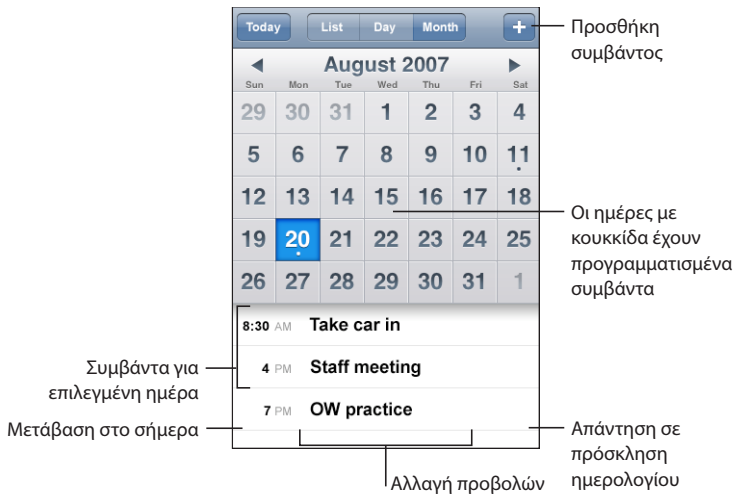 Today List Day Month +
August 2007
Sun Mon Tue Wed Thu Fri Sat
29 30 31 1 2 3 4
5 6 7 8 9 10 11
12 13 14 15 16 17 18
19 20 21 22 23 24 25
26 27 28 29 30 31 1
8:30 AM Take car in
4 PM Staff meeting
7 PM OW practice
Προσθήκη
συμβάντος
Οι ημέρες με
κουκκίδα έχουν
προγραμματισμένα
συμβάντα
Συμβάντα για
επιλεγμένη ημέρα
Μετάβαση στο σήμερα
Αλλαγή προβολών
Απάντηση σε
πρόσκληση
ημερολογίου